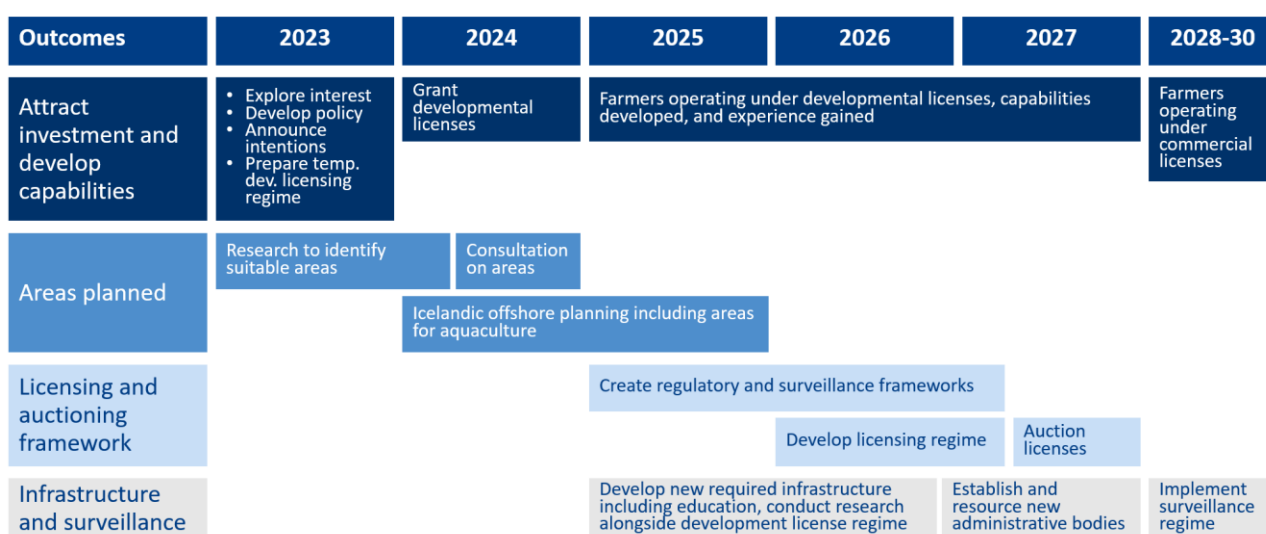 Outcomes
2023
2024
2025
2026
2027
2028-30
Attract
investment and
develop
capabilities
• Explore interest
• Develop policy
• Announce
intentions
• Prepare temp.
dev. licensing
regime
Grant
developmental
licenses
Farmers operating under developmental licenses, capabilities
developed, and experience gained
Farmers
operating
under
commercial
licenses
Areas planned
Research to identify
suitable areas
Consultation
on areas
Icelandic offshore planning including areas
for aquaculture
Licensing and
auctioning
framework
Create regulatory and surveillance frameworks
Develop licensing regime
Auction
licenses
Infrastructure
and surveillance
Develop new required infrastructure
including education, conduct research
alongside development license regime
Establish and
resource new
administrative bodies
Implement
surveillance
regime